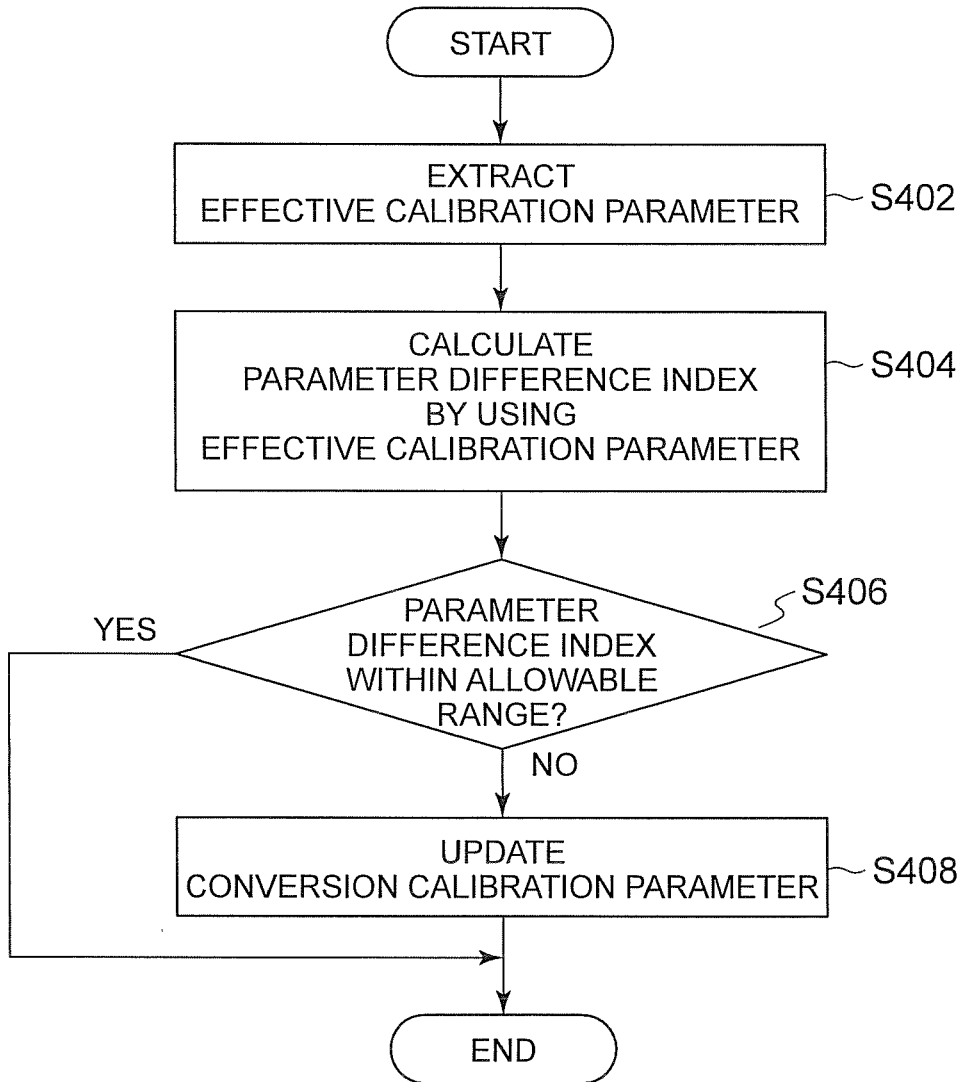 START
EXTRACT
EFFECTIVE CALIBRATION PARAMETER
S402
CALCULATE
PARAMETER DIFFERENCE INDEX
BY USING
EFFECTIVE CALIBRATION PARAMETER
S404
PARAMETER
DIFFERENCE INDEX
WITHIN ALLOWABLE
RANGE?
S406
YES
NO
UPDATE
CONVERSION CALIBRATION PARAMETER
S408
END